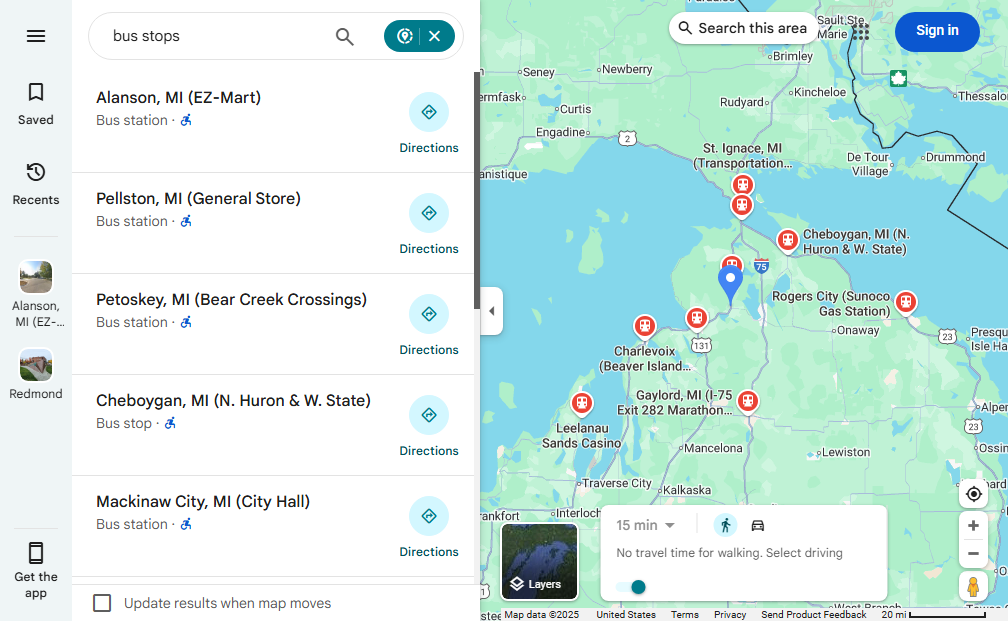 bus stops
Saved
Recents
Alanson,
MI (EZ-...
Redmond
Get the
app
Alanson, MI (EZ-Mart)
Bus station ·
Directions
Pellston, MI (General Store)
Bus station ·
Directions
Petoskey, MI (Bear Creek Crossings)
Bus station ·
Directions
Cheboygan, MI (N. Huron & W. State)
Bus stop ·
Directions
Mackinaw City, MI (City Hall)
Bus station ·
Directions
Update results when map moves
Search this area
Sign in
Sault Ste.
Marie
Brimley
Seney
Newberry
Kincheloe
Rudyard
Curtis
Engadine
2
St. Ignace, MI
(Transportation...
De Tour
Village
Drummond
Cheboygan, MI (N.
Huron & W. State)
75
Rogers City (Sunoco
Gas Station)
Onaway
23
131
Charlevoix
(Beaver Island...
Gaylord, MI (I-75
Exit 282 Marathon...
Leelanau
Sands Casino
23
Mancelona
Lewiston
Traverse City
Kalkaska
15 min
No travel time for walking. Select driving
Layers
Map data ©2025
United States
Terms
Privacy
Send Product Feedback
20 mi